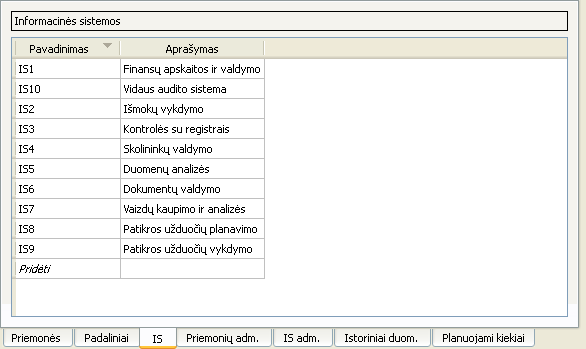 Informacinės sistemos
Pavadinimas Aprašymas
IS1 Finansų apskaitos ir valdymo
IS10 Vidaus audito sistema
IS2 Išmokų vykdymo
IS3 Kontrolės su registrais
IS4 Skolininkų valdymo
IS5 Duomenų analizės
IS6 Dokumentų valdymo
IS7 Vaizdų kaupimo ir analizės
IS8 Patikros užduočių planavimo
IS9 Patikros užduočių vykdymo
Pridėti
Priemonės Padaliniai IS Priemonių adm. IS adm. Istoriniai duom. Planuojami kiekiai